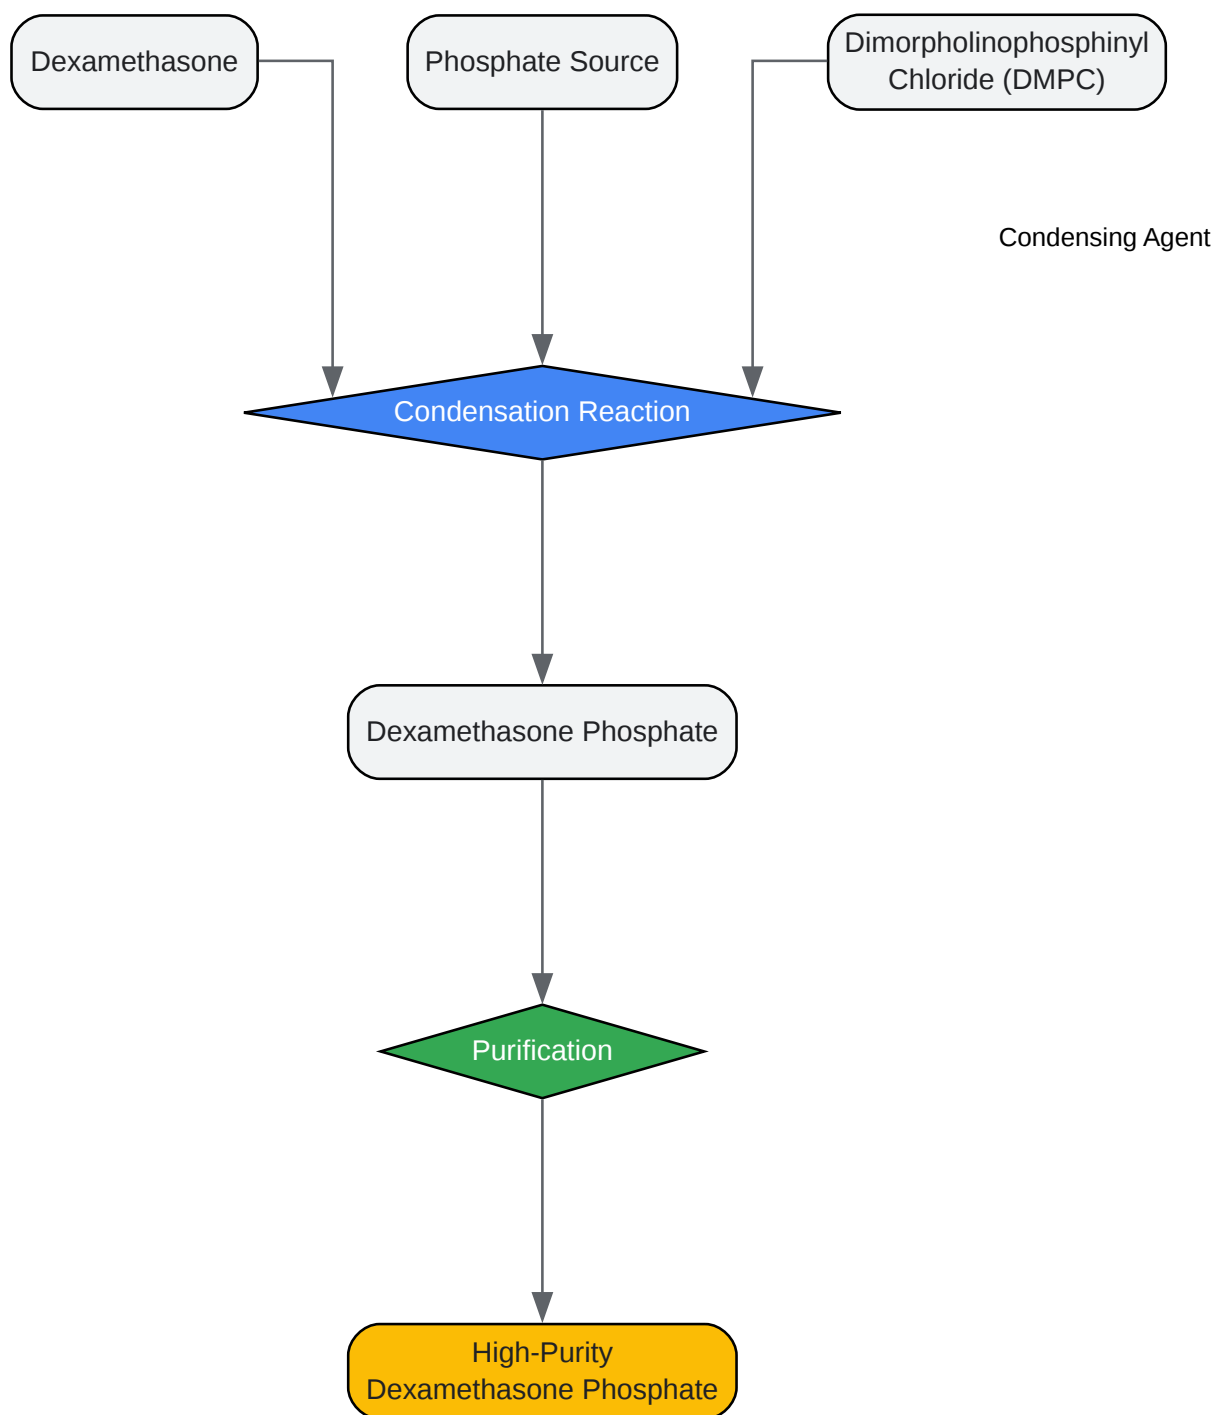 Dexamethasone
Phosphate Source
Dimorpholinophosphinyl
Chloride (DMPC)
Condensing Agent
Condensation Reaction
Dexamethasone Phosphate
Purification
High-Purity
Dexamethasone Phosphate